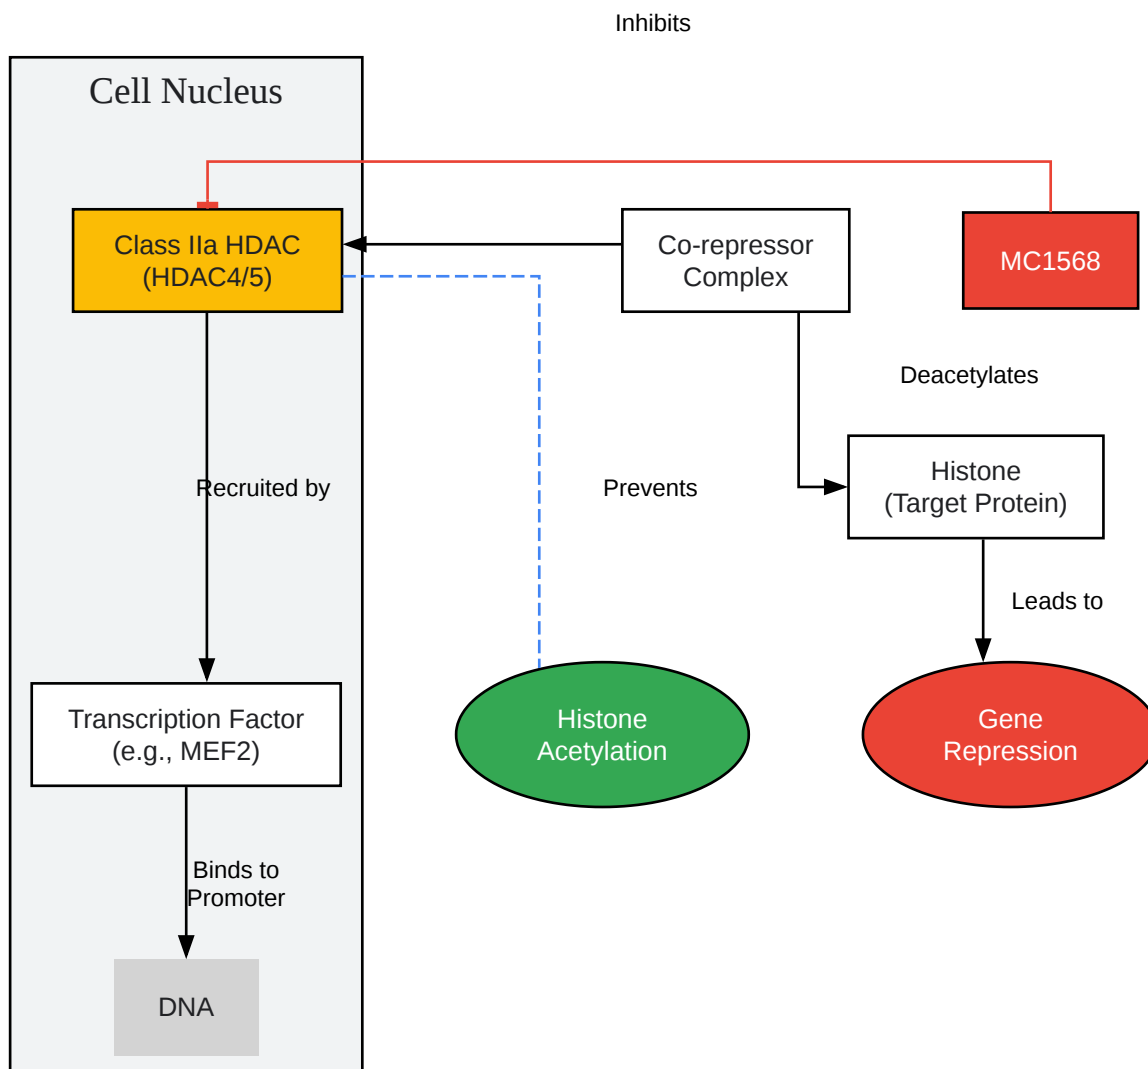 Inhibits
Cell Nucleus
Class IIa HDAC
(HDAC4/5)
Co-repressor
Complex
MC1568
Deacetylates
Histone
(Target Protein)
Recruited by
Prevents
Leads to
Transcription Factor
(e.g., MEF2)
Histone
Acetylation
Gene
Repression
Binds to
Promoter
DNA